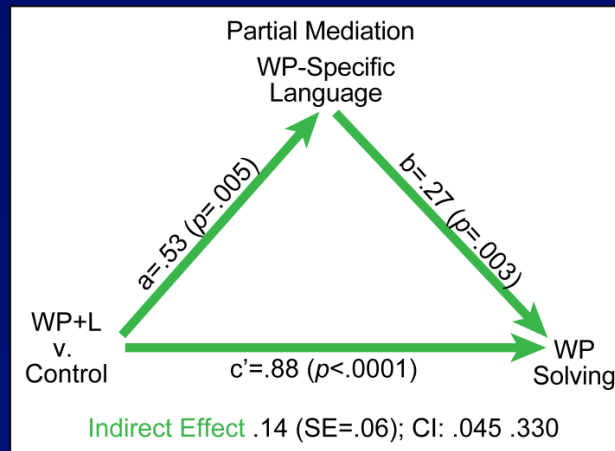 Partial Mediation
WP-Specific
Language
a=.53 (p=.005)
b=.27 (p=.003)
WP+L
v.
Control
c’=.88 (p<.0001)
WP
Solving
Indirect Effect .14 (SE=.06); CI: .045 .330